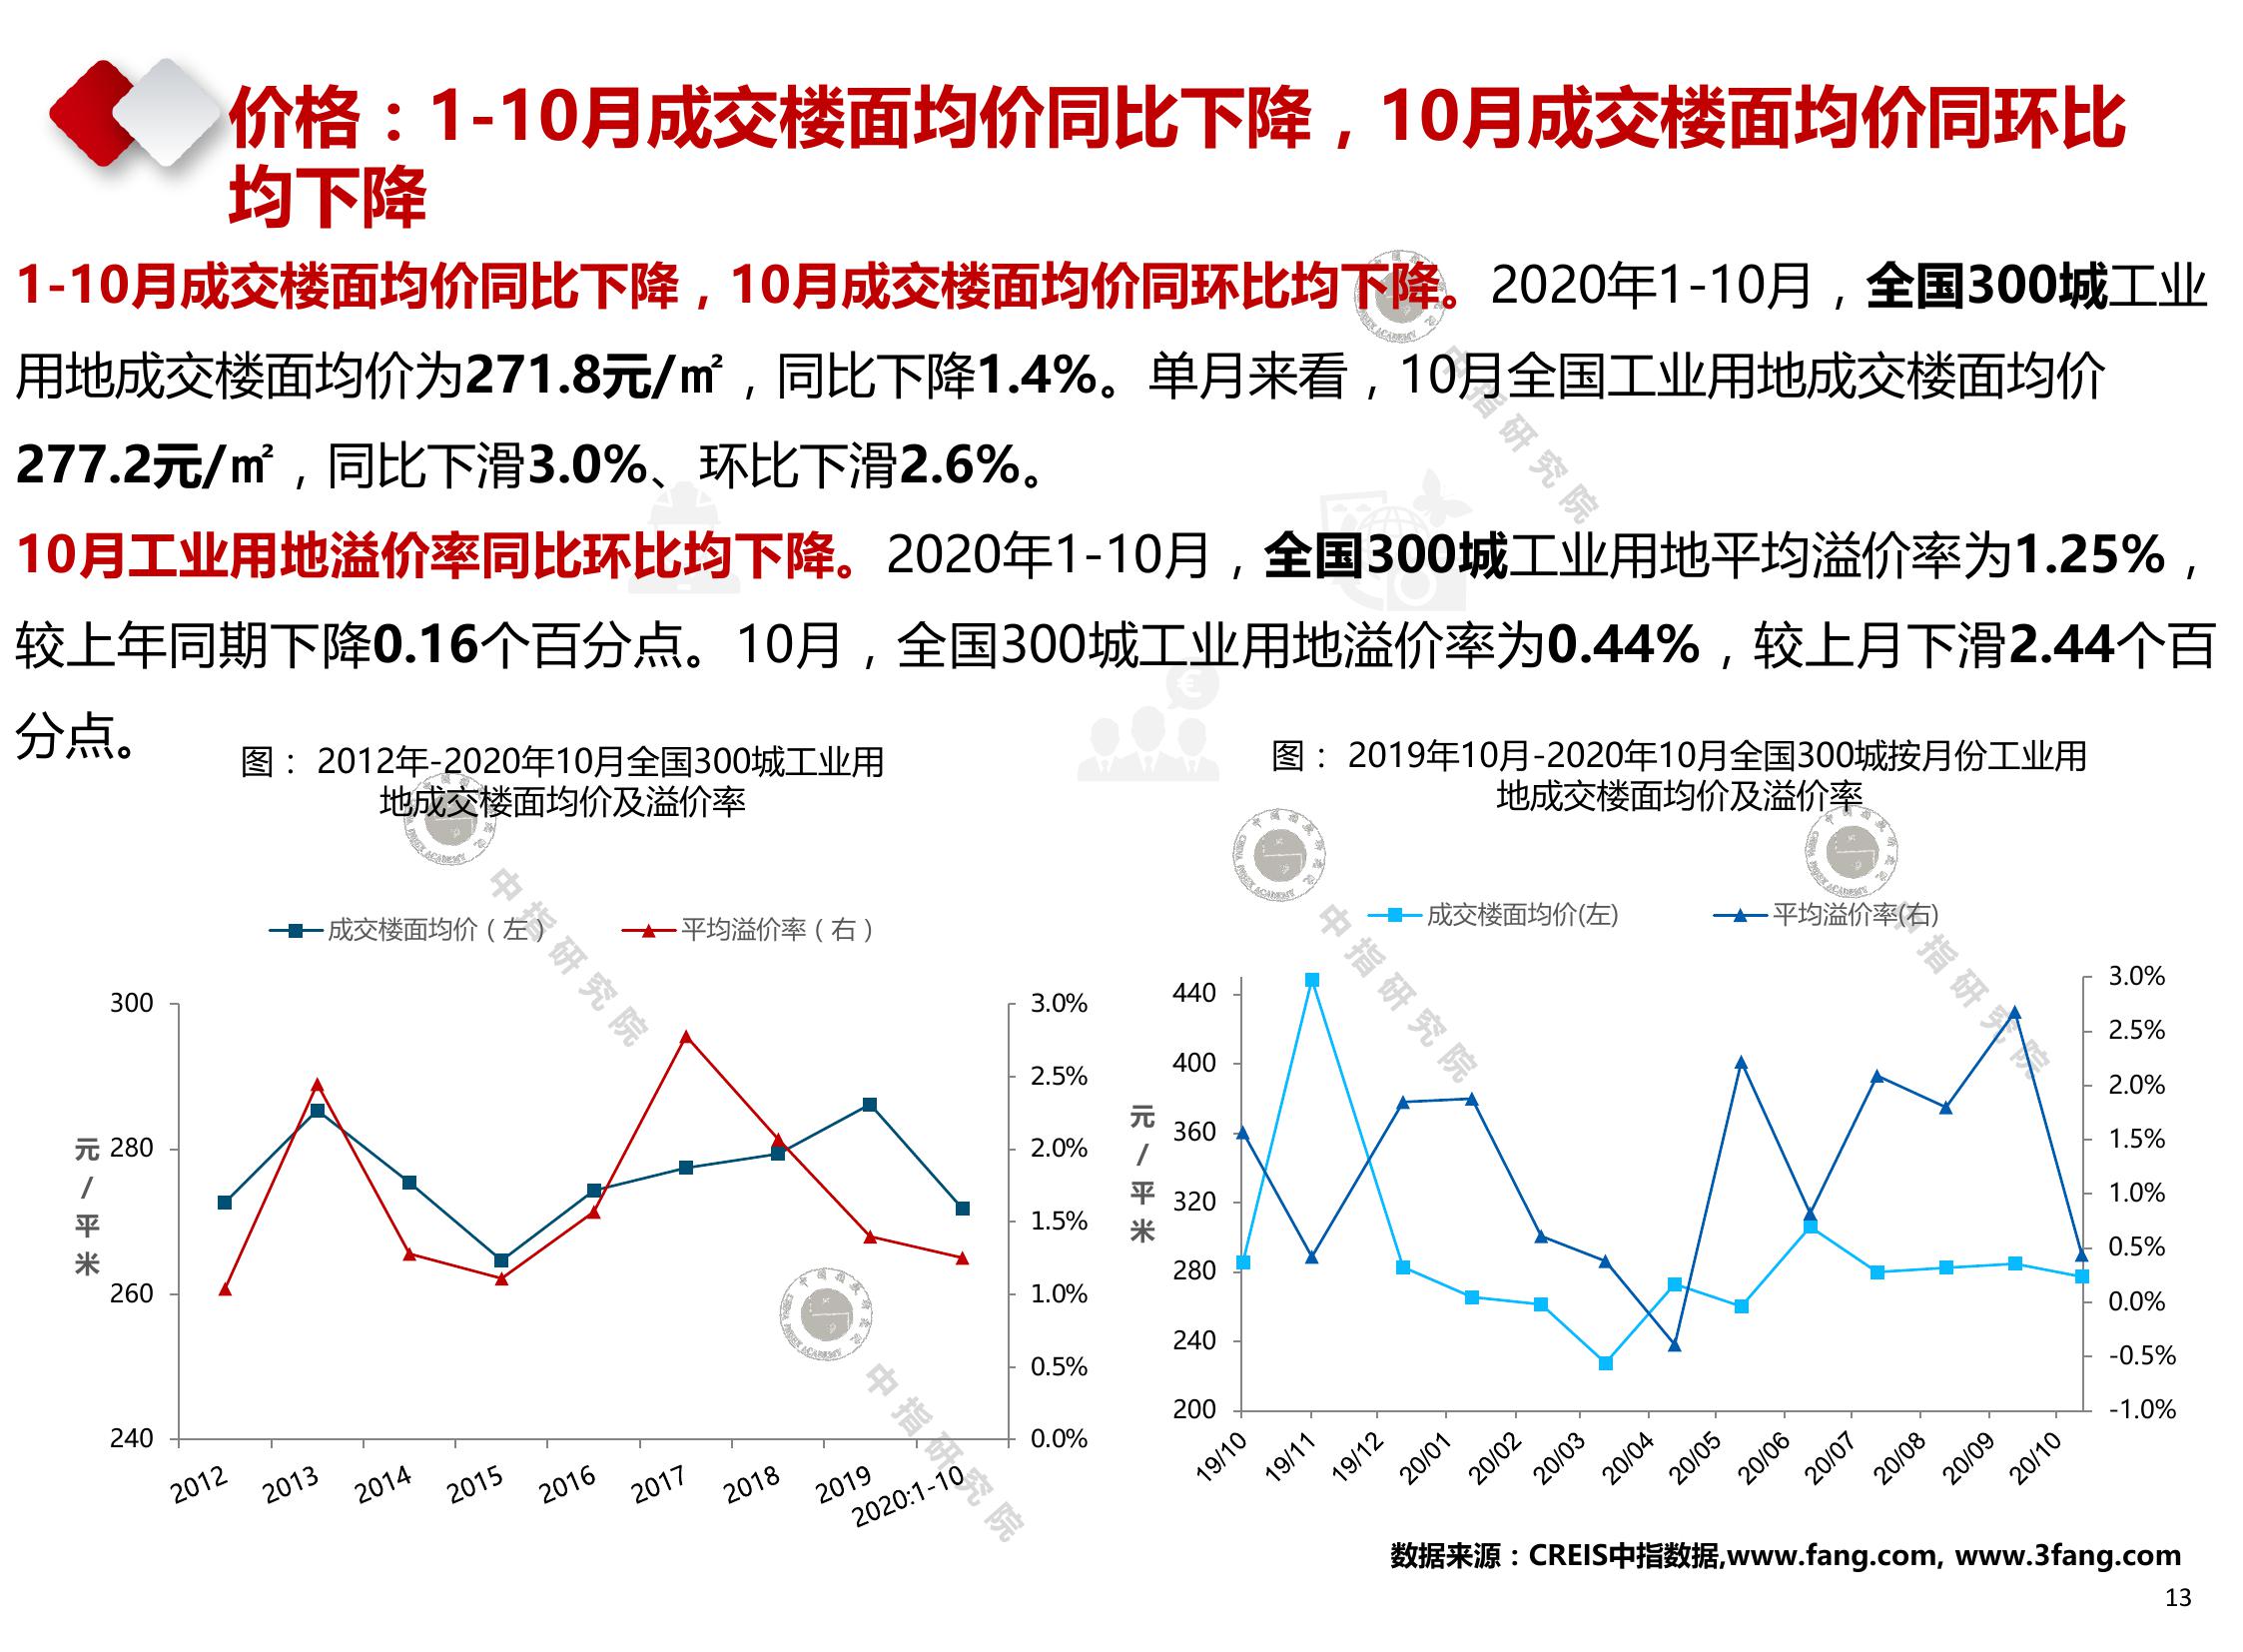 价格：1-10月成交楼面均价同比下降，10月成交楼面均价同环比
均下降
1-10月成交楼面均价同比下降，10月成交楼面均价同环比均下降。2020年1-10月，全国300城工业
用地成交楼面均价为271.8元/㎡，同比下降1.4%。单月来看，10月全国工业用地成交楼面均价
277.2元/㎡，同比下滑3.0%、环比下滑2.6%。
10月工业用地溢价率同比环比均下降。2020年1-10月，全国300城工业用地平均溢价率为1.25%，
较上年同期下降0.16个百分点。10月，全国300城工业用地溢价率为0.44%，较上月下滑2.44个百
分点。
图： 2012年-2020年10月全国300城工业用
地成交楼面均价及溢价率
成交楼面均价（左）
平均溢价率（右）
元/平米
300
280
260
240
3.0%
2.5%
2.0%
1.5%
1.0%
0.5%
0.0%
2012
2013
2014
2015
2016
2017
2018
2019
2020:1-10
图： 2019年10月-2020年10月全国300城按月份工业用
地成交楼面均价及溢价率
成交楼面均价(左)
平均溢价率(右)
元/平米
440
400
360
320
280
240
200
3.0%
2.5%
2.0%
1.5%
1.0%
0.5%
0.0%
-0.5%
-1.0%
19/10
19/11
19/12
20/01
20/02
20/03
20/04
20/05
20/06
20/07
20/08
20/09
20/10
中指研究院
中指研究院
中指研究院
中指研究院
中指研究院
数据来源：CREIS中指数据,www.fang.com, www.3fang.com
13